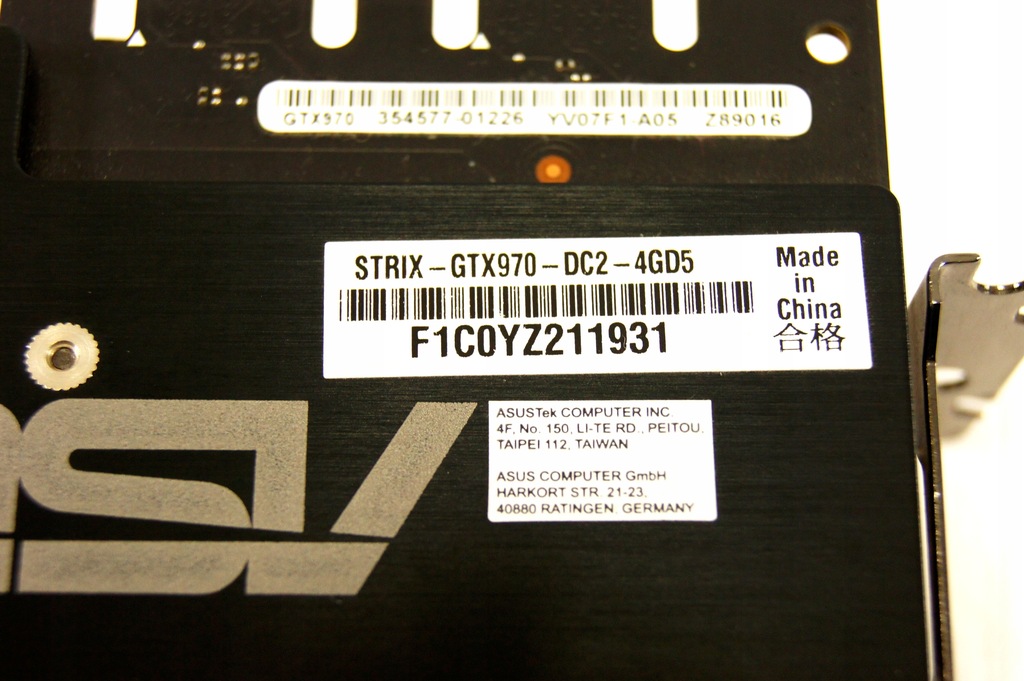 GTX970 354577-01226 YV07F1-A05 Z89016
STRIX-GTX970-DC2-4GD5
F1C0YZ211931
Made
in
China
合格
ASUSTek COMPUTER INC.
4F, No. 150, LI-TE RD., PEITOU,
TAIPEI 112, TAIWAN
ASUS COMPUTER GmbH
HARKORT STR. 21-23,
40880 RATINGEN, GERMANY